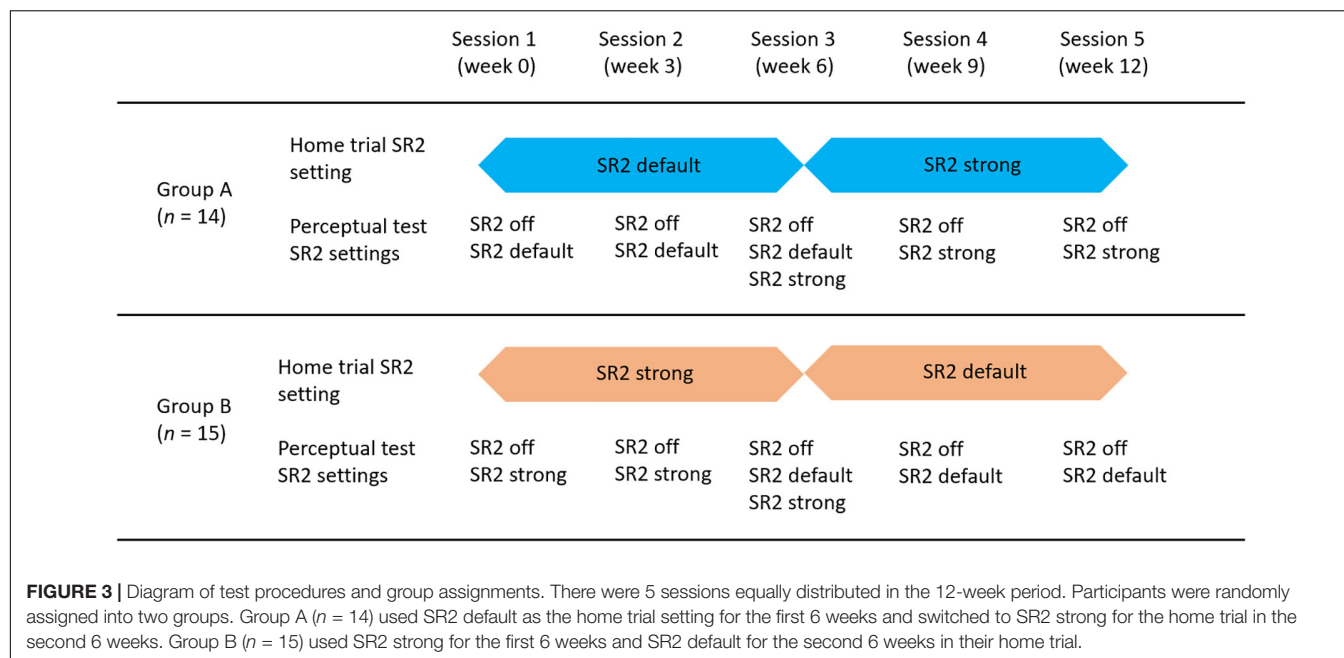 Session 1 Session 2 Session 3 Session 4 Session 5
(week 0) (week 3) (week 6) (week 9) (week 12)
Group A
(n = 14)
Home trial SR2
setting
SR2 default SR2 strong
Perceptual test
SR2 settings
SR2 off SR2 off SR2 off SR2 off SR2 off
SR2 default SR2 default SR2 default SR2 strong SR2 strong
SR2 strong
Group B
(n = 15)
Home trial SR2
setting
SR2 strong SR2 default
Perceptual test
SR2 settings
SR2 off SR2 off SR2 off SR2 off SR2 off
SR2 strong SR2 strong SR2 default SR2 default SR2 default
SR2 strong
FIGURE 3 | Diagram of test procedures and group assignments. There were 5 sessions equally distributed in the 12-week period. Participants were randomly
assigned into two groups. Group A (n = 14) used SR2 default as the home trial setting for the first 6 weeks and switched to SR2 strong for the home trial in the
second 6 weeks. Group B (n = 15) used SR2 strong for the first 6 weeks and SR2 default for the second 6 weeks in their home trial.